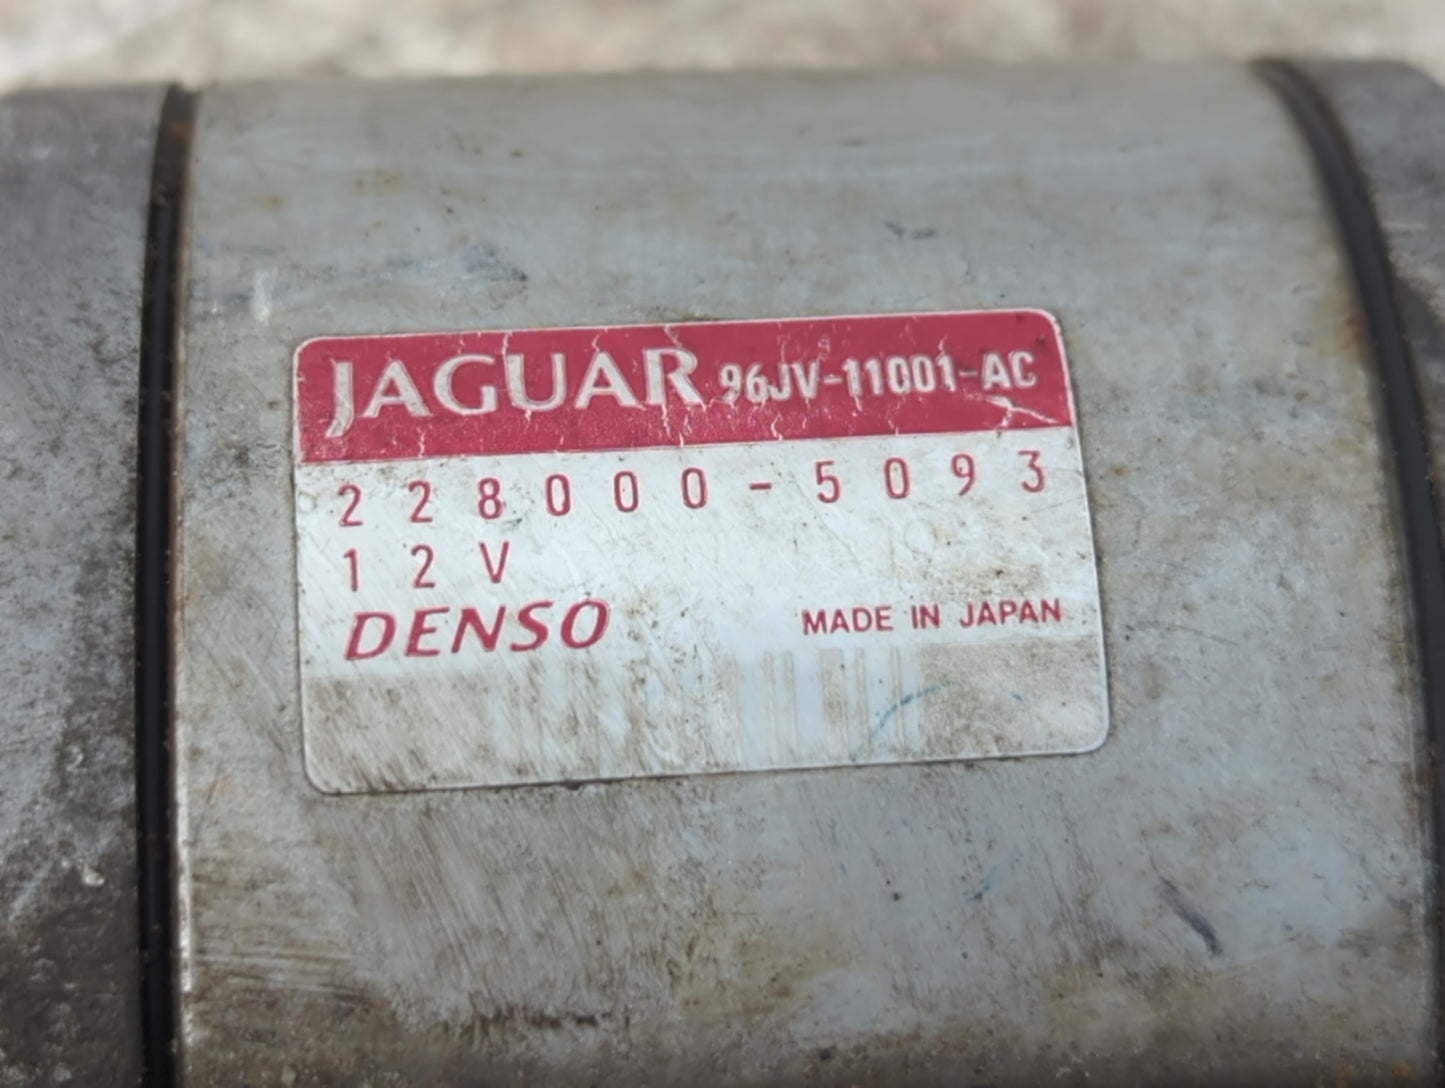 JAGUAR 96JV-11001-AC
228000-5093
12V
DENSO MADE IN JAPAN